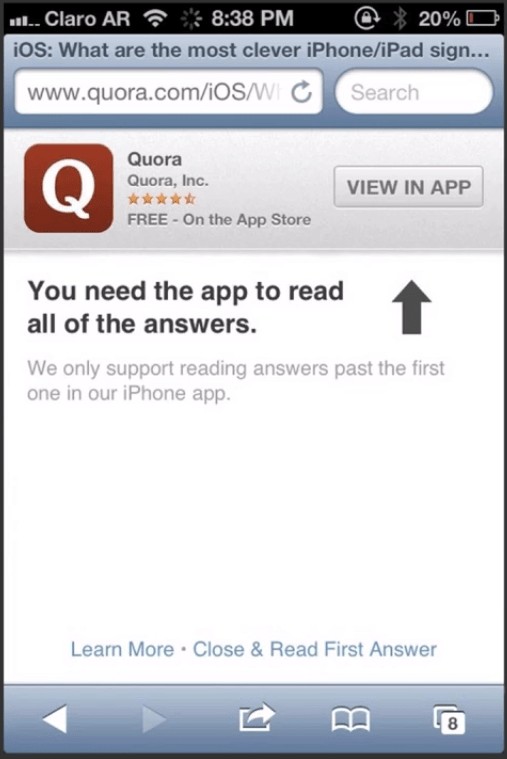 Claro AR 8:38 PM 20%
iOS: What are the most clever iPhone/iPad sign...
www.quora.com/iOS/W
Search
Q
Quora
Quora, Inc.
FREE - On the App Store
VIEW IN APP
You need the app to read
all of the answers.
We only support reading answers past the first
one in our iPhone app.
Learn More • Close & Read First Answer
8